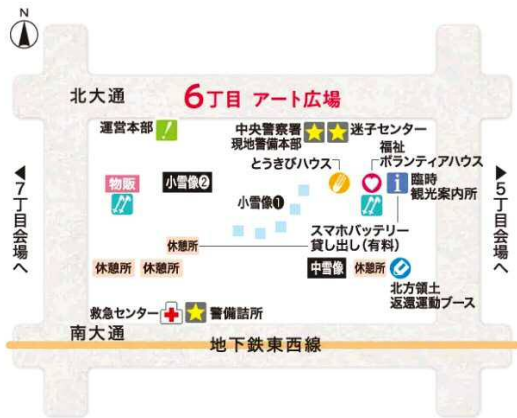 N
北大通
6丁目 アート広場
運営本部
中央警察署
現地警備本部
迷子センター
とうきびハウス
福祉
ボランティアハウス
物販
小雪像②
小雪像❶
臨時
観光案内所
◀7丁目会場へ
▶5丁目会場へ
スマホバッテリー
貸し出し(有料)
休憩所
休憩所
休憩所
中雪像
休憩所
北方領土
返還運動ブース
救急センター
警備詰所
南大通
地下鉄東西線